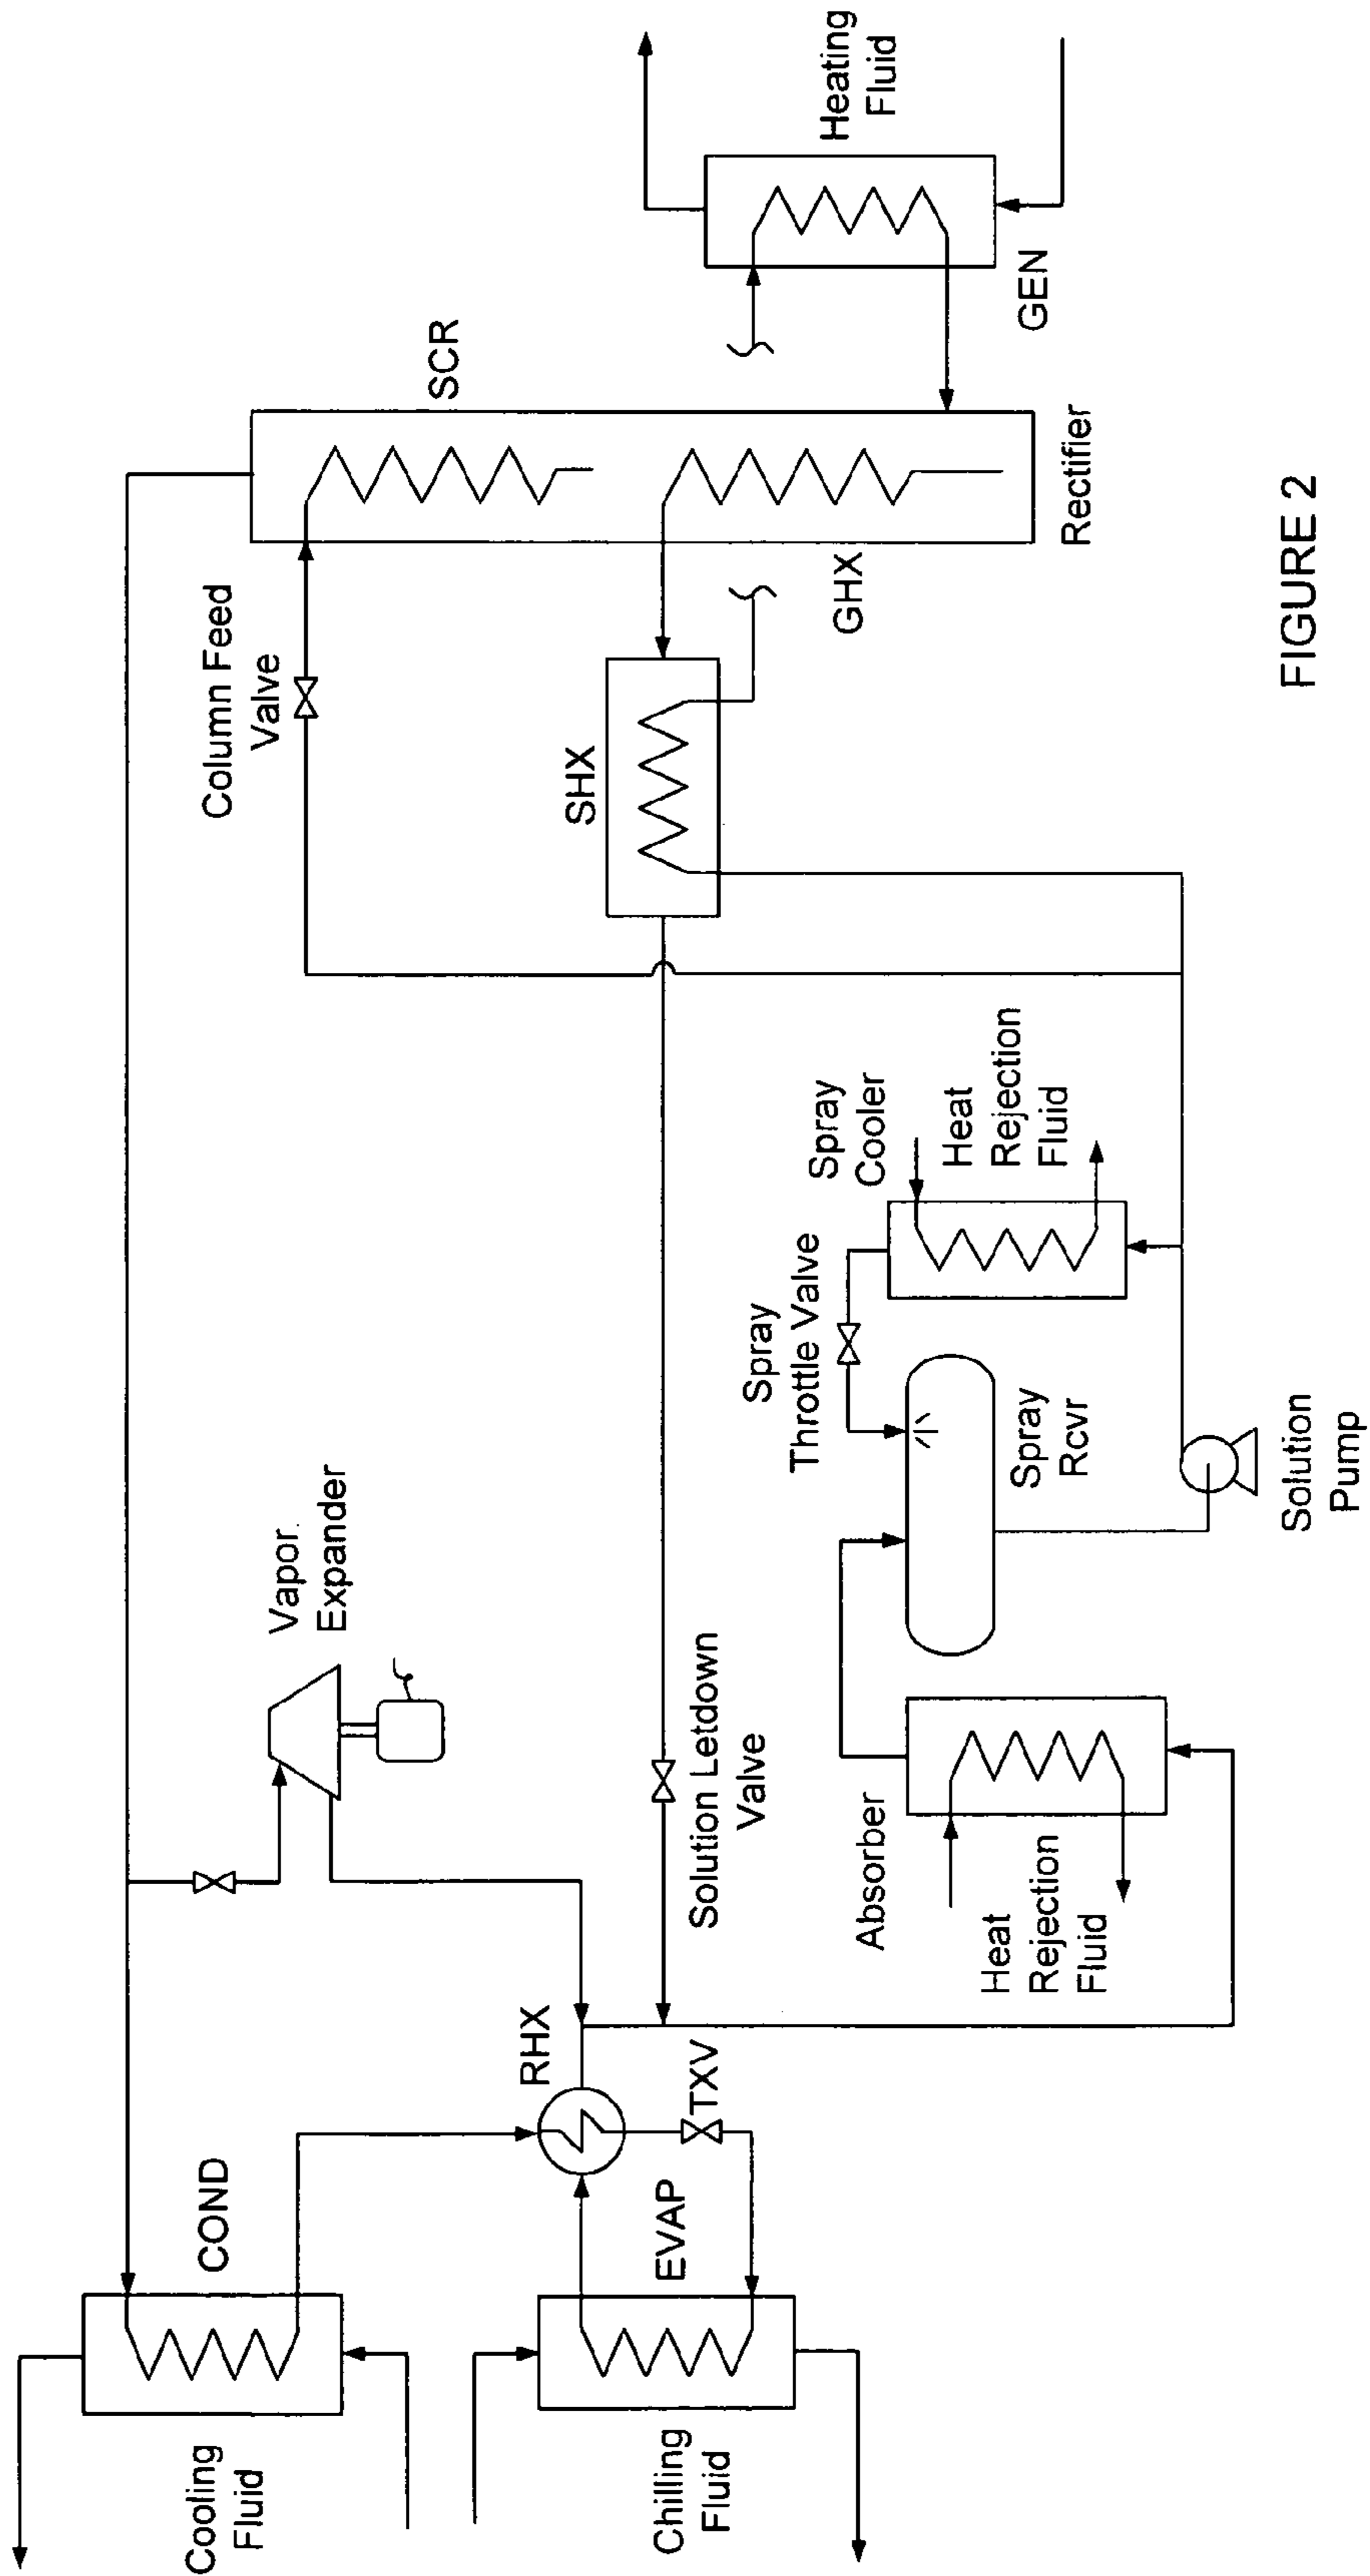 Cooling
Fluid
COND
Chilling
Fluid
EVAP
RHX
TXV
Vapor
Expander
Solution Letdown
Valve
Absorber
Heat
Rejection
Fluid
Spray
Throttle Valve
Spray
Rcvr
Solution
Pump
Spray
Cooler
Heat
Rejection
Fluid
Column Feed
Valve
SHX
GHX
SCR
Rectifier
GEN
Heating
Fluid
FIGURE 2